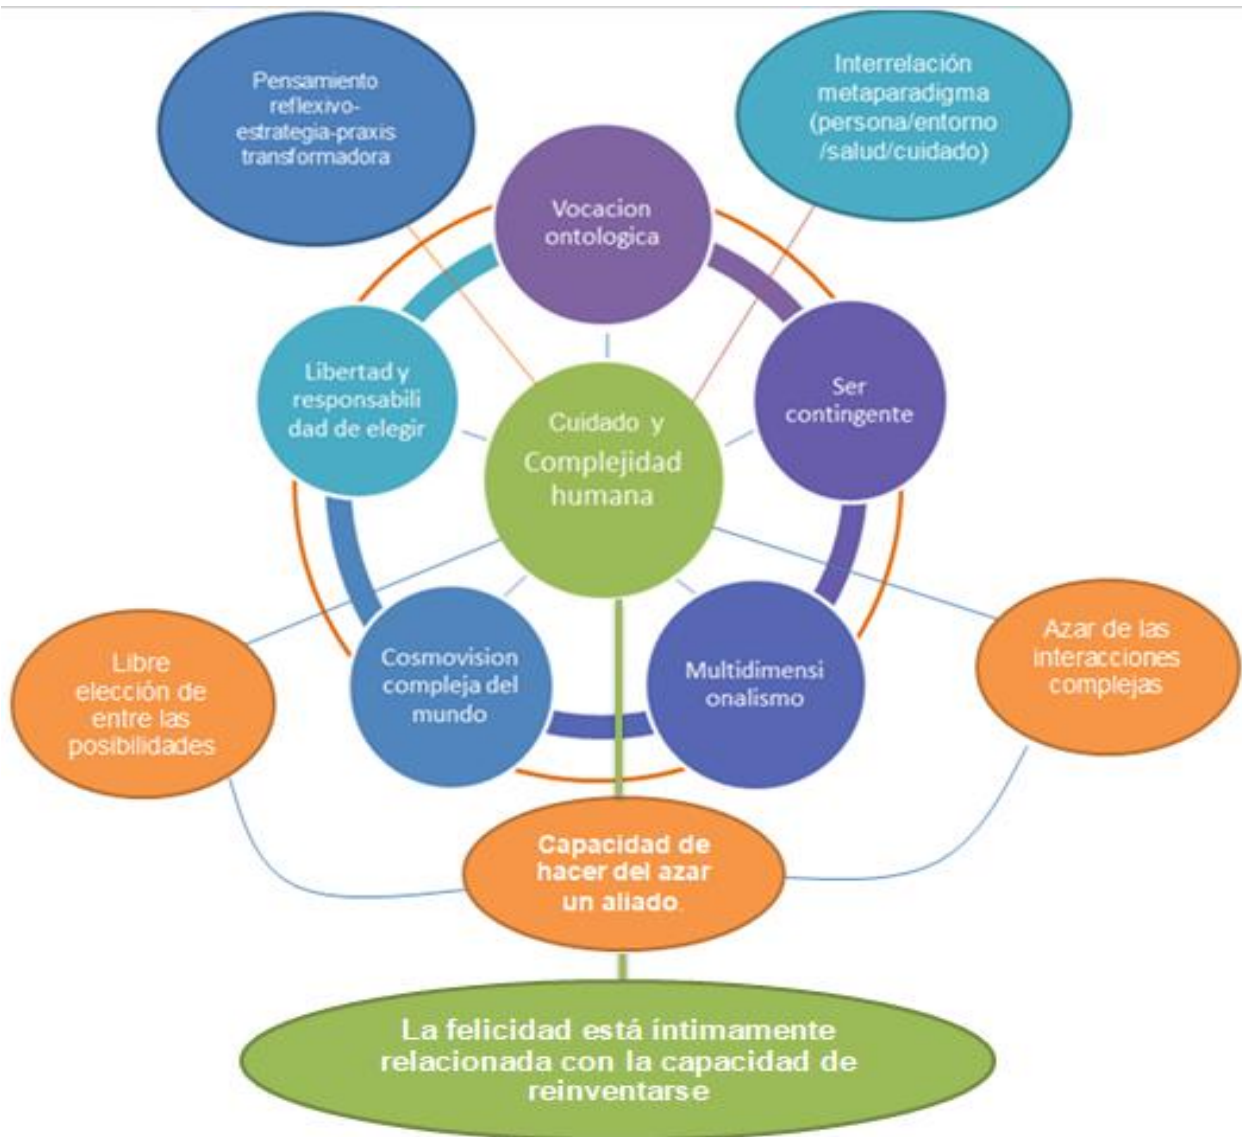 Pensamiento
reflexivo-
estrategia-praxis
transformadora
Interrelación
metaparadigma
(persona/entorno
/salud/cuidado)
Vocacion
ontologica
Libertad y
responsabili
dad de elegir
Ser
contingente
Cuidado y
Complejidad
humana
Cosmovision
compleja del
mundo
Multidimensi
onalismo
Libre
elección de
entre las
posibilidades
Azar de las
interacciones
complejas
Capacidad de
hacer del azar
un aliado
La felicidad está íntimamente
relacionada con la capacidad de
reinventarse